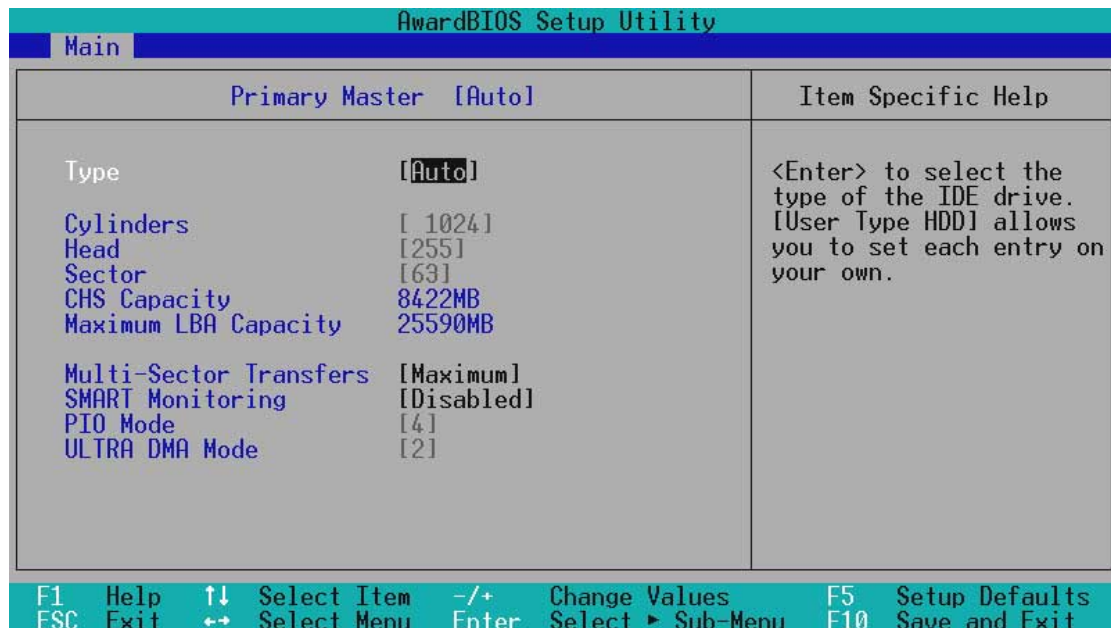 AwardBIOS Setup Utility
Main
Primary Master [Auto]
Item Specific Help
Type [Auto]
Cylinders [ 1024]
Head [255]
Sector [63]
CHS Capacity 8422MB
Maximum LBA Capacity 25590MB
Multi-Sector Transfers [Maximum]
SMART Monitoring [Disabled]
PIO Mode [4]
ULTRA DMA Mode [2]
<Enter> to select the
type of the IDE drive.
[User Type HDD] allows
you to set each entry on
your own.
F1 Help ↑↓ Select Item -/+ Change Values F5 Setup Defaults
ESC Exit ←→ Select Menu Enter Select ► Sub-Menu F10 Save and Exit